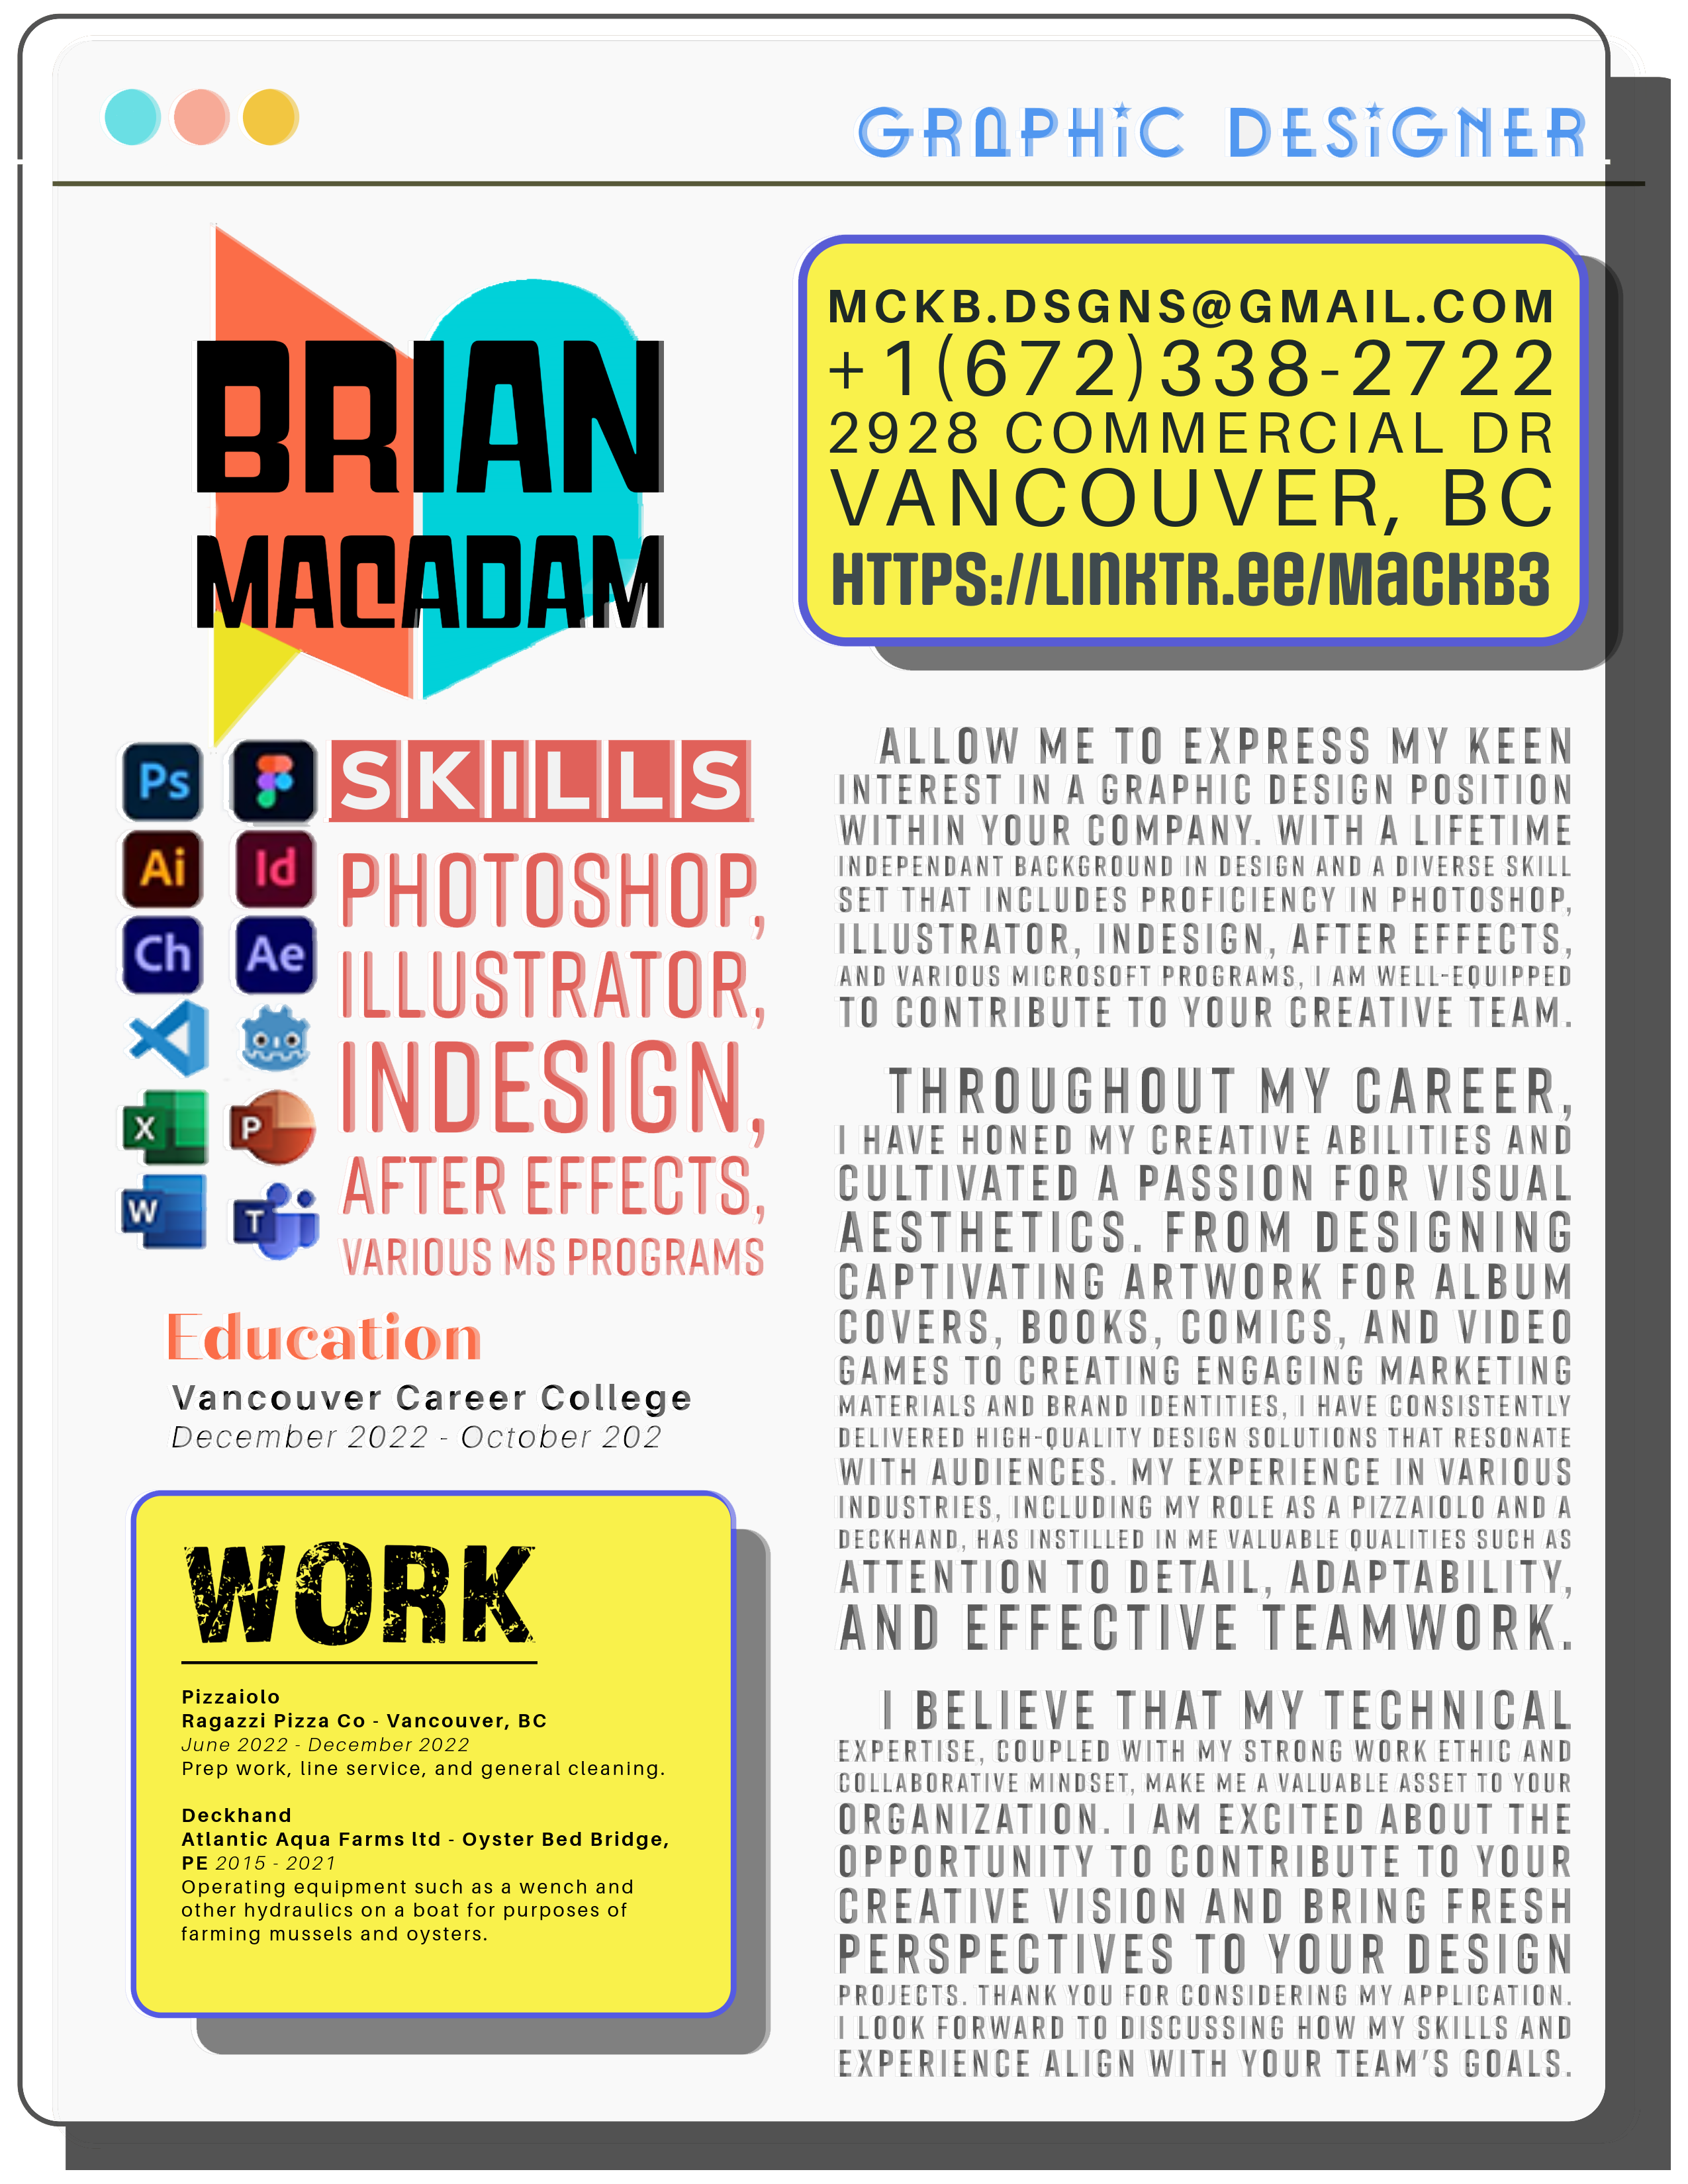 GRAPHiC DESiGNER
BRIAN
MACADAM
MCKB.DSGNS@GMAIL.COM
+1(672)338-2722
2928 COMMERCIAL DR
VANCOUVER, BC
HTTPS://LINKTR.ee/MaCKB3
Ps
Ai Id
Ch Ae
X P
W T
SKILLS
PHOTOSHOP,
ILLUSTRATOR,
INDESIGN,
AFTER EFFECTS,
VARIOUS MS PROGRAMS
Education
Vancouver Career College
December 2022 - October 202
WORK
Pizzaiolo
Ragazzi Pizza Co - Vancouver, BC
June 2022 - December 2022
Prep work, line service, and general cleaning.
Deckhand
Atlantic Aqua Farms ltd - Oyster Bed Bridge,
PE 2015 - 2021
Operating equipment such as a wench and
other hydraulics on a boat for purposes of
farming mussels and oysters.
ALLOW ME TO EXPRESS MY KEEN
INTEREST IN A GRAPHIC DESIGN POSITION
WITHIN YOUR COMPANY. WITH A LIFETIME
INDEPENDANT BACKGROUND IN DESIGN AND A DIVERSE SKILL
SET THAT INCLUDES PROFICIENCY IN PHOTOSHOP,
ILLUSTRATOR, INDESIGN, AFTER EFFECTS,
AND VARIOUS MICROSOFT PROGRAMS, I AM WELL-EQUIPPED
TO CONTRIBUTE TO YOUR CREATIVE TEAM.
THROUGHOUT MY CAREER,
I HAVE HONED MY CREATIVE ABILITIES AND
CULTIVATED A PASSION FOR VISUAL
AESTHETICS. FROM DESIGNING
CAPTIVATING ARTWORK FOR ALBUM
COVERS, BOOKS, COMICS, AND VIDEO
GAMES TO CREATING ENGAGING MARKETING
MATERIALS AND BRAND IDENTITIES, I HAVE CONSISTENTLY
DELIVERED HIGH-QUALITY DESIGN SOLUTIONS THAT RESONATE
WITH AUDIENCES. MY EXPERIENCE IN VARIOUS
INDUSTRIES, INCLUDING MY ROLE AS A PIZZAIOLO AND A
DECKHAND, HAS INSTILLED IN ME VALUABLE QUALITIES SUCH AS
ATTENTION TO DETAIL, ADAPTABILITY,
AND EFFECTIVE TEAMWORK.
I BELIEVE THAT MY TECHNICAL
EXPERTISE, COUPLED WITH MY STRONG WORK ETHIC AND
COLLABORATIVE MINDSET, MAKE ME A VALUABLE ASSET TO YOUR
ORGANIZATION. I AM EXCITED ABOUT THE
OPPORTUNITY TO CONTRIBUTE TO YOUR
CREATIVE VISION AND BRING FRESH
PERSPECTIVES TO YOUR DESIGN
PROJECTS. THANK YOU FOR CONSIDERING MY APPLICATION.
I LOOK FORWARD TO DISCUSSING HOW MY SKILLS AND
EXPERIENCE ALIGN WITH YOUR TEAM'S GOALS.